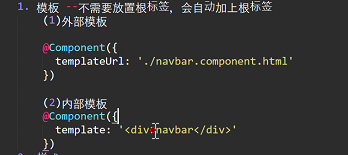 1. 模板 --不需要放置根标签，会自动加上根标签
(1)外部模板
@Component({
templateUrl: './navbar.component.html'
})
(2)内部模板
@Component({
template: '<div>navbar</div>'
})